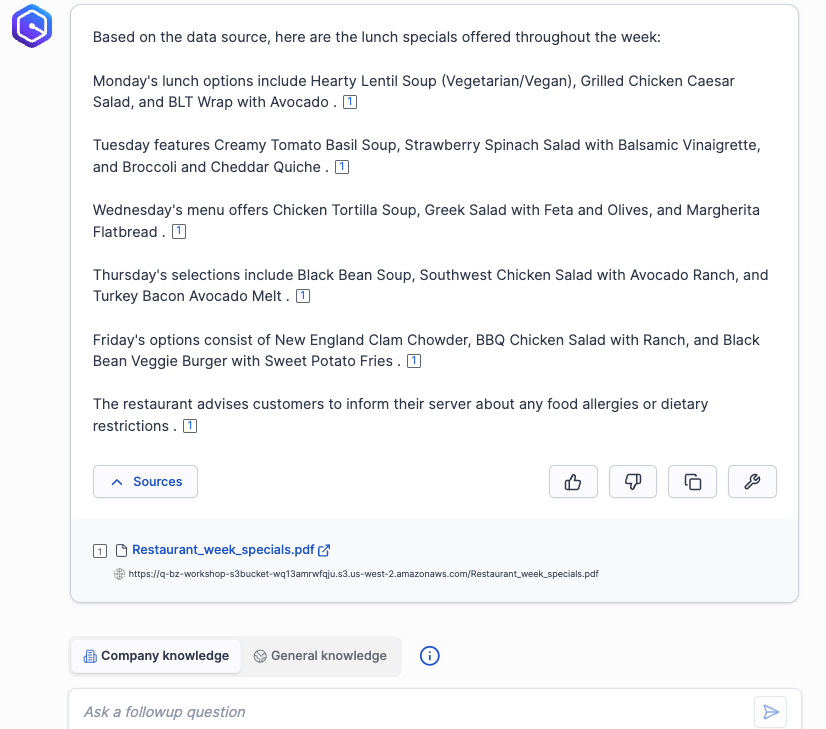 Based on the data source, here are the lunch specials offered throughout the week:
Monday's lunch options include Hearty Lentil Soup (Vegetarian/Vegan), Grilled Chicken Caesar
Salad, and BLT Wrap with Avocado . 1
Tuesday features Creamy Tomato Basil Soup, Strawberry Spinach Salad with Balsamic Vinaigrette,
and Broccoli and Cheddar Quiche . 1
Wednesday's menu offers Chicken Tortilla Soup, Greek Salad with Feta and Olives, and Margherita
Flatbread . 1
Thursday's selections include Black Bean Soup, Southwest Chicken Salad with Avocado Ranch, and
Turkey Bacon Avocado Melt . 1
Friday's options consist of New England Clam Chowder, BBQ Chicken Salad with Ranch, and Black
Bean Veggie Burger with Sweet Potato Fries . 1
The restaurant advises customers to inform their server about any food allergies or dietary
restrictions . 1
Sources
1 Restaurant_week_specials.pdf
https://q-bz-workshop-s3bucket-wq13amrwfqju.s3.us-west-2.amazonaws.com/Restaurant_week_specials.pdf
Company knowledge General knowledge
Ask a followup question